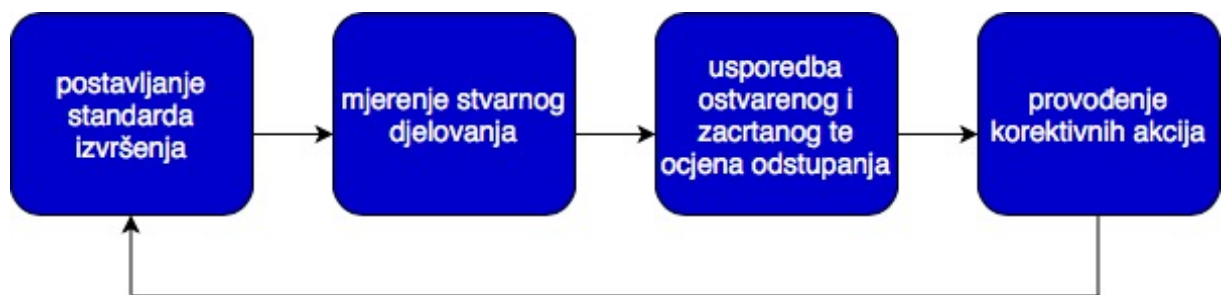 postavljanje
standarda
izvršenja
mjerenje stvarnog
djelovanja
usporedba
ostvarenog i
zacrtanog te
ocjena odstupanja
provođenje
korektivnih akcija